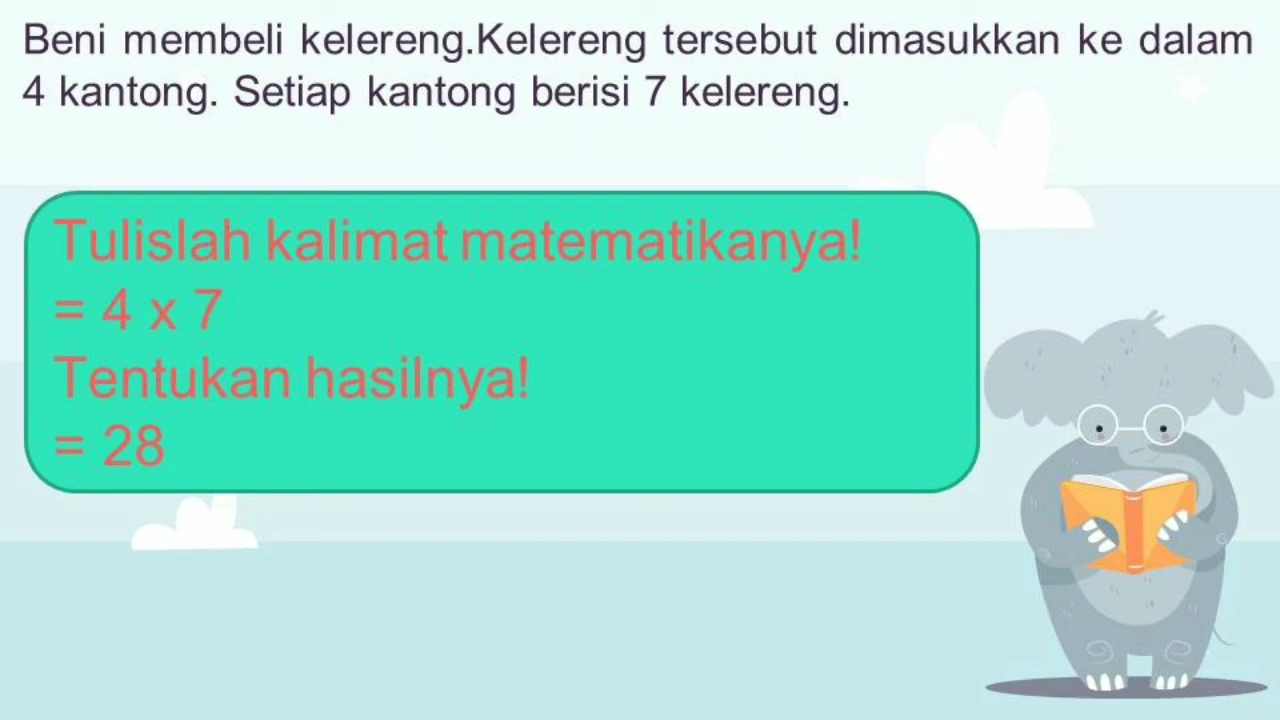 Beni membeli kelereng.Kelereng tersebut dimasukkan ke dalam
4 kantong. Setiap kantong berisi 7 kelereng.
Tulislah kalimat matematikanya!
= 4 x 7
Tentukan hasilnya!
= 28